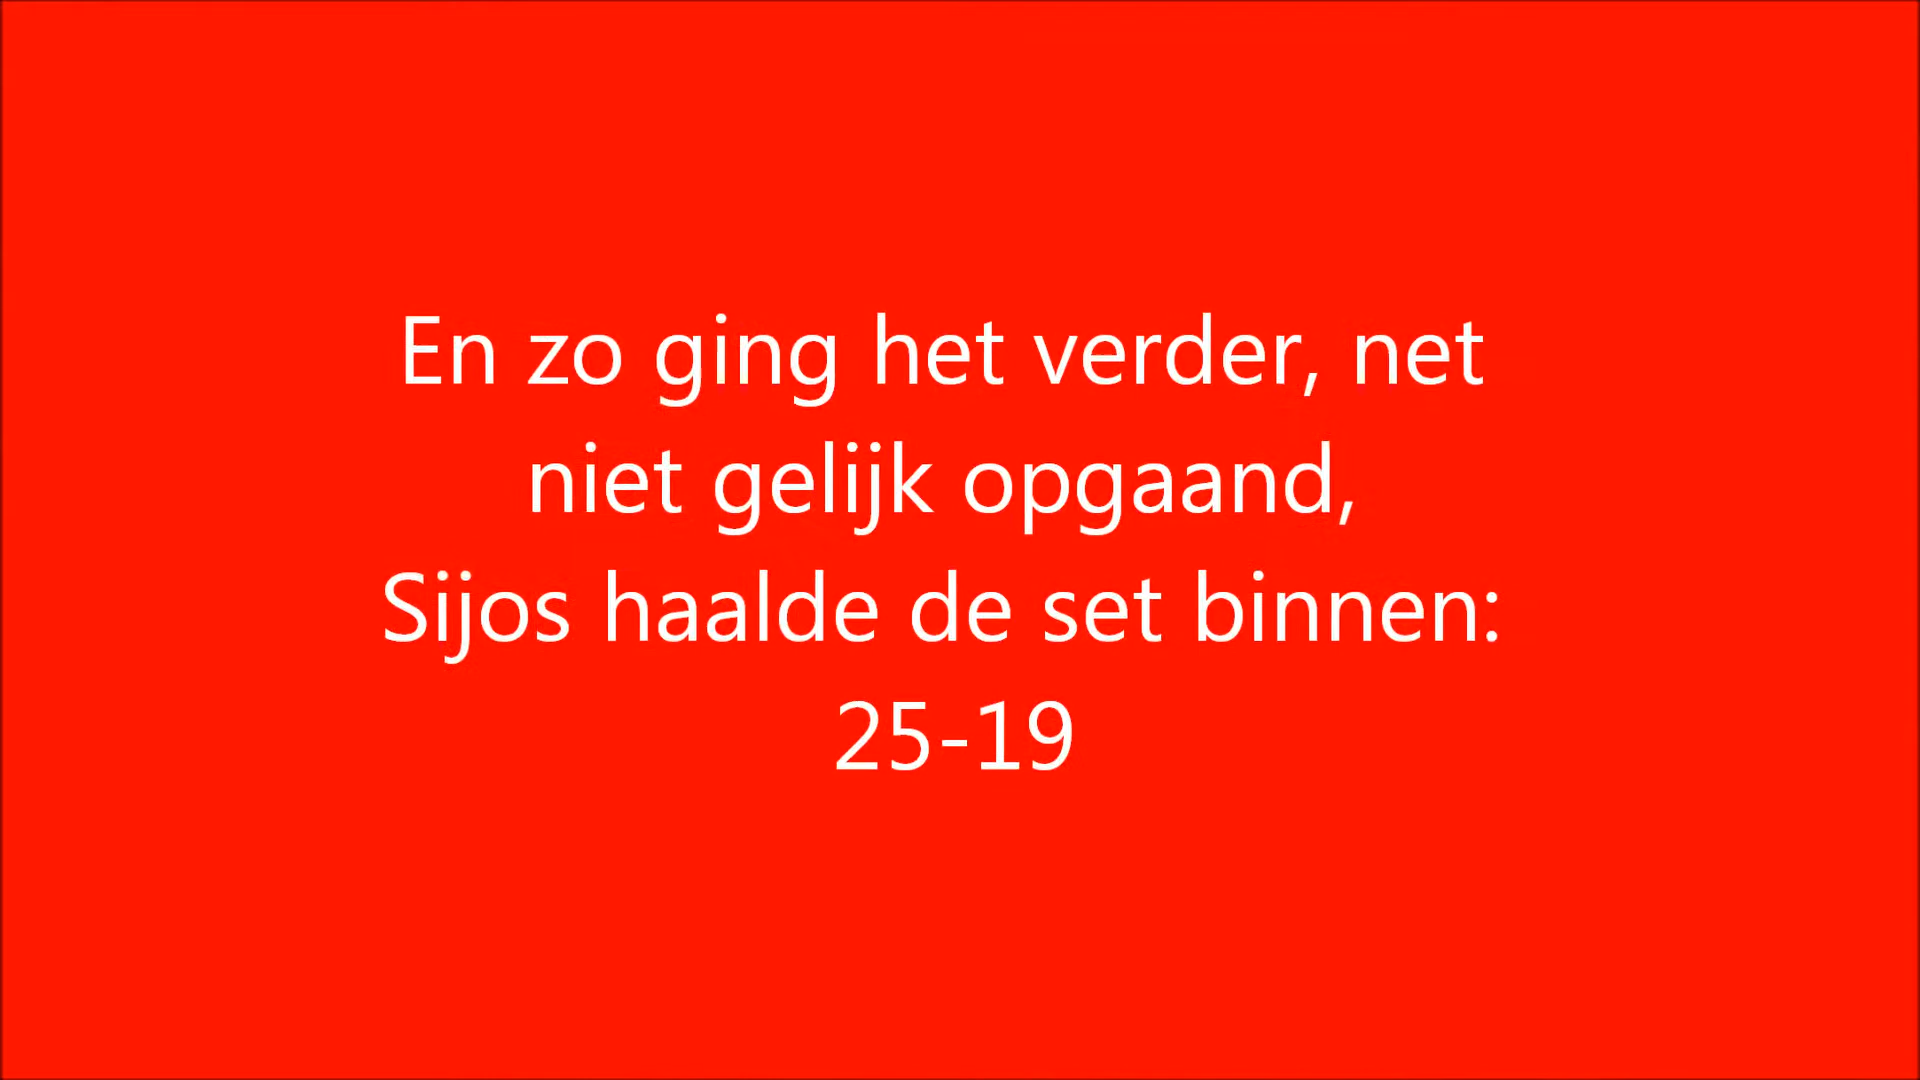 En zo ging het verder, net
niet gelijk opgaand,
Sijos haalde de set binnen:
25-19